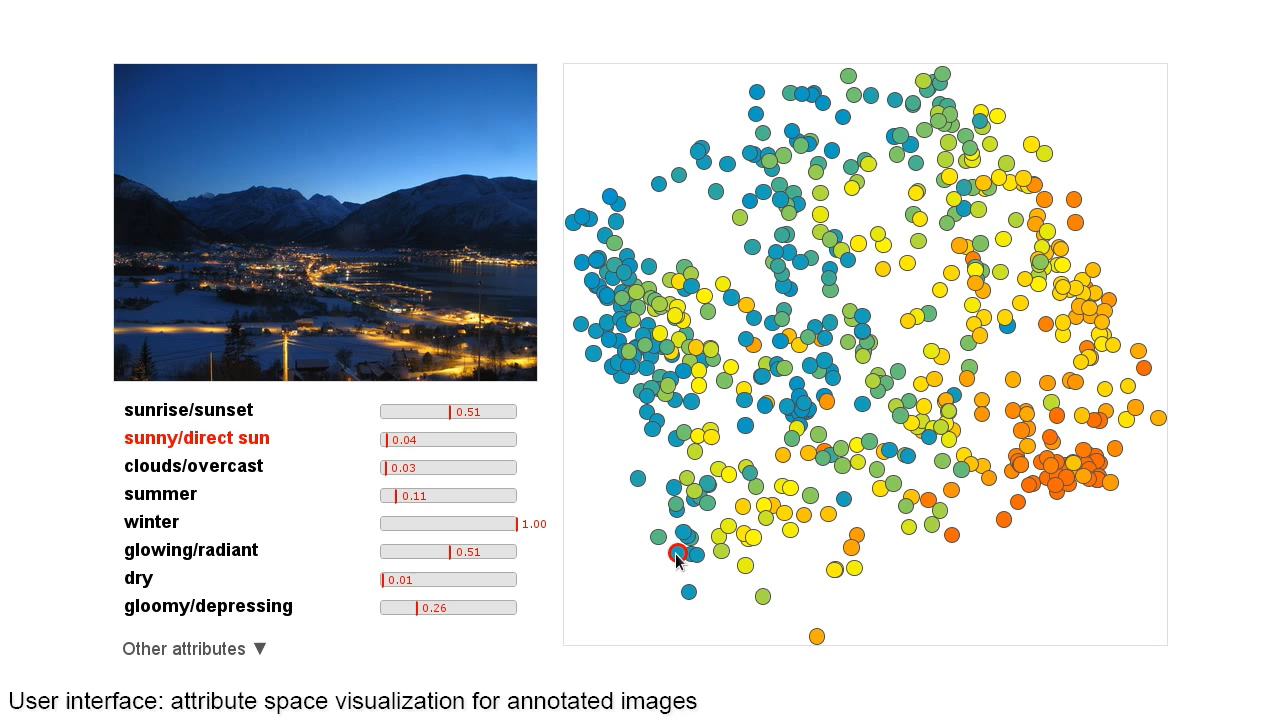 sunrise/sunset 0.51
sunny/direct sun 0.04
clouds/overcast 0.03
summer 0.11
winter 1.00
glowing/radiant 0.51
dry 0.01
gloomy/depressing 0.26
Other attributes ▼
User interface: attribute space visualization for annotated images